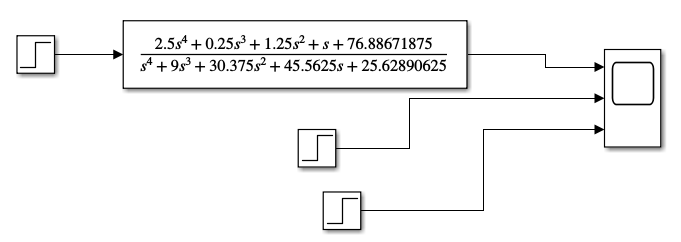 2.5s⁴ + 0.25s³ + 1.25s² + s + 76.88671875
s⁴ + 9s³ + 30.375s² + 45.5625s + 25.62890625